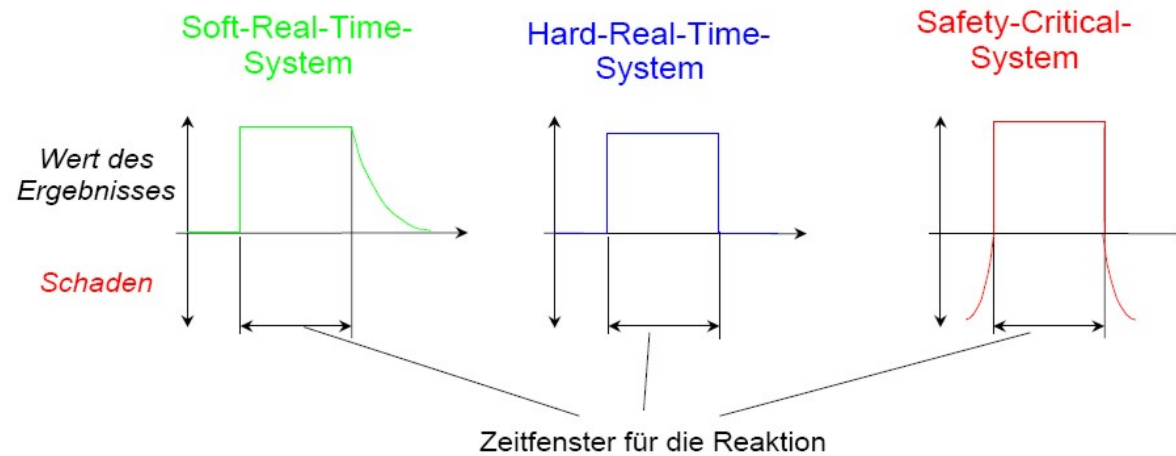 Soft-Real-Time-
System
Hard-Real-Time-
System
Safety-Critical-
System
Wert des
Ergebnisses
Schaden
Zeitfenster für die Reaktion